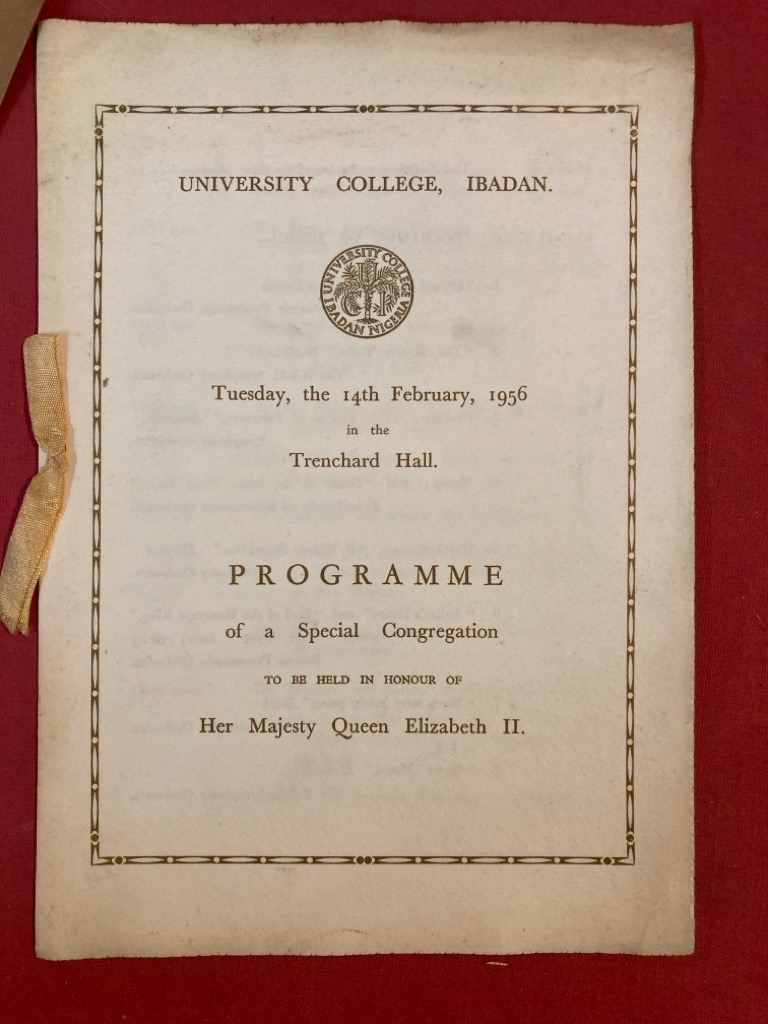 UNIVERSITY COLLEGE, IBADAN.
UNIVERSITY COLLEGE
IBADAN NIGERIA
UCI
Tuesday, the 14th February, 1956
in the
Trenchard Hall.
PROGRAMME
of a Special Congregation
TO BE HELD IN HONOUR OF
Her Majesty Queen Elizabeth II.